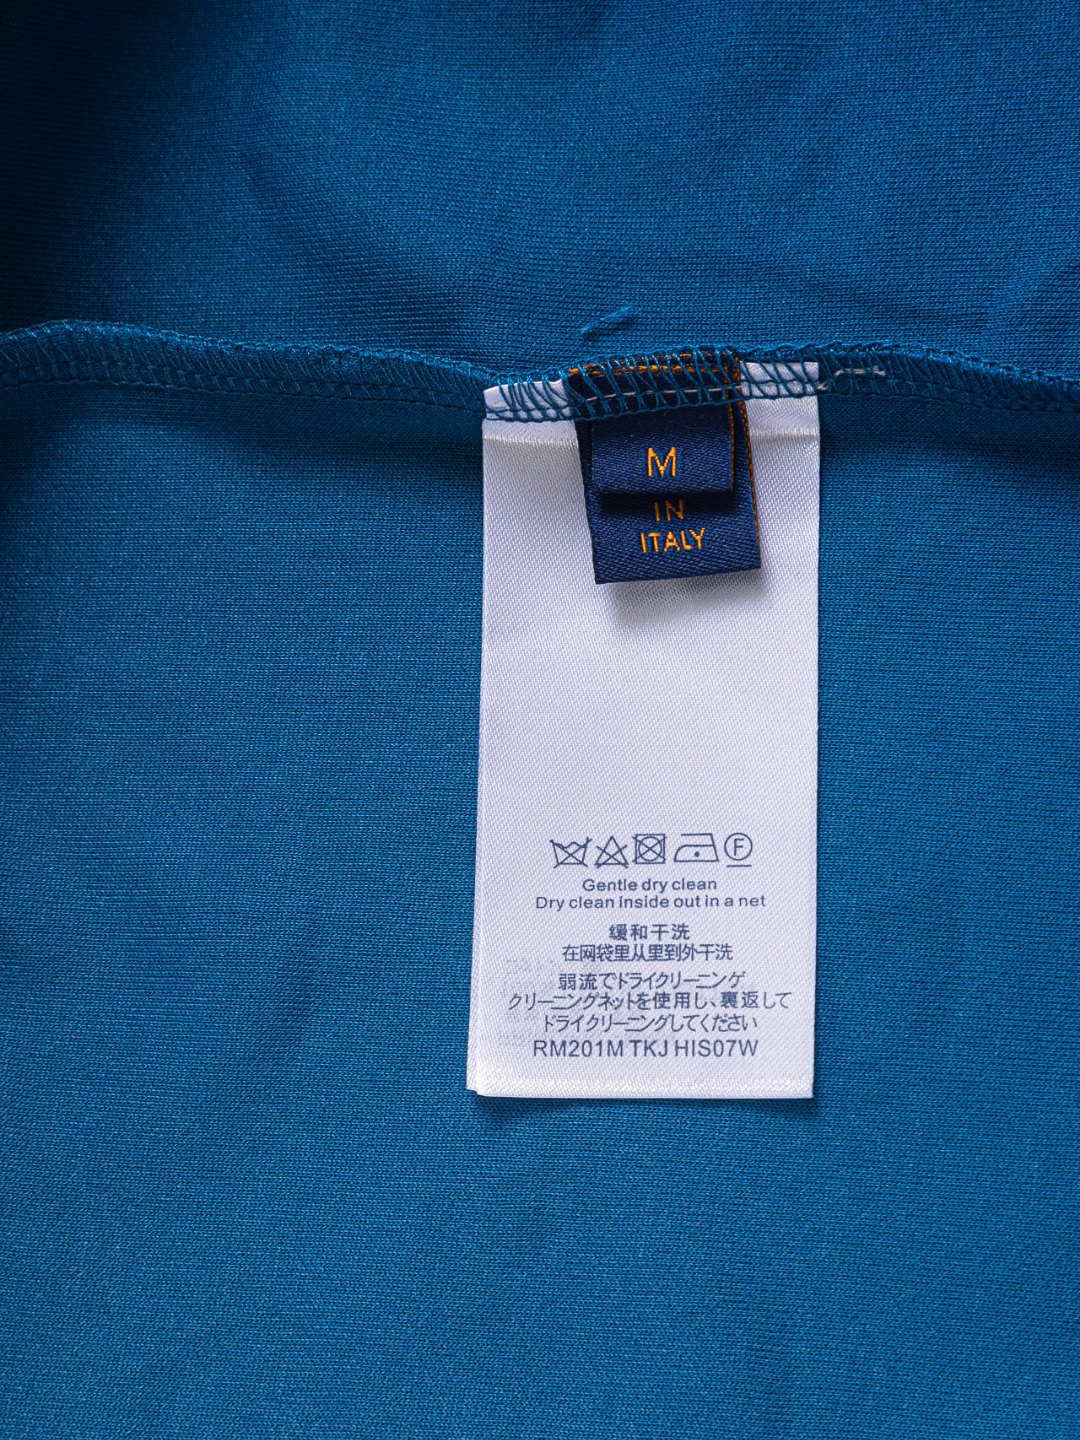 M
IN
ITALY
F
Gentle dry clean
Dry clean inside out in a net
缓和干洗
在网袋里从里到外干洗
弱流でドライクリーニンゲ
クリーニングネットを使用し、裏返して
ドライクリーニングしてください
RM201M TKJ HIS07W